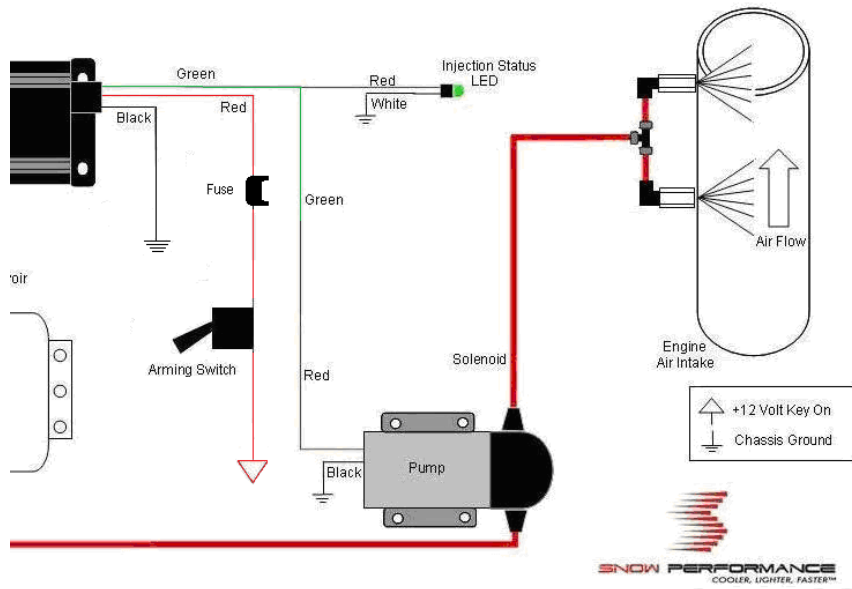 Injection Status
LED
Green
Red
White
Red
Black
Fuse
Green
Air Flow
Arming Switch
Solenoid
Engine
Air Intake
Red
+12 Volt Key On
Chassis Ground
Black
Pump
SNOW PERFORMANCE
COOLER, LIGHTER, FASTER™